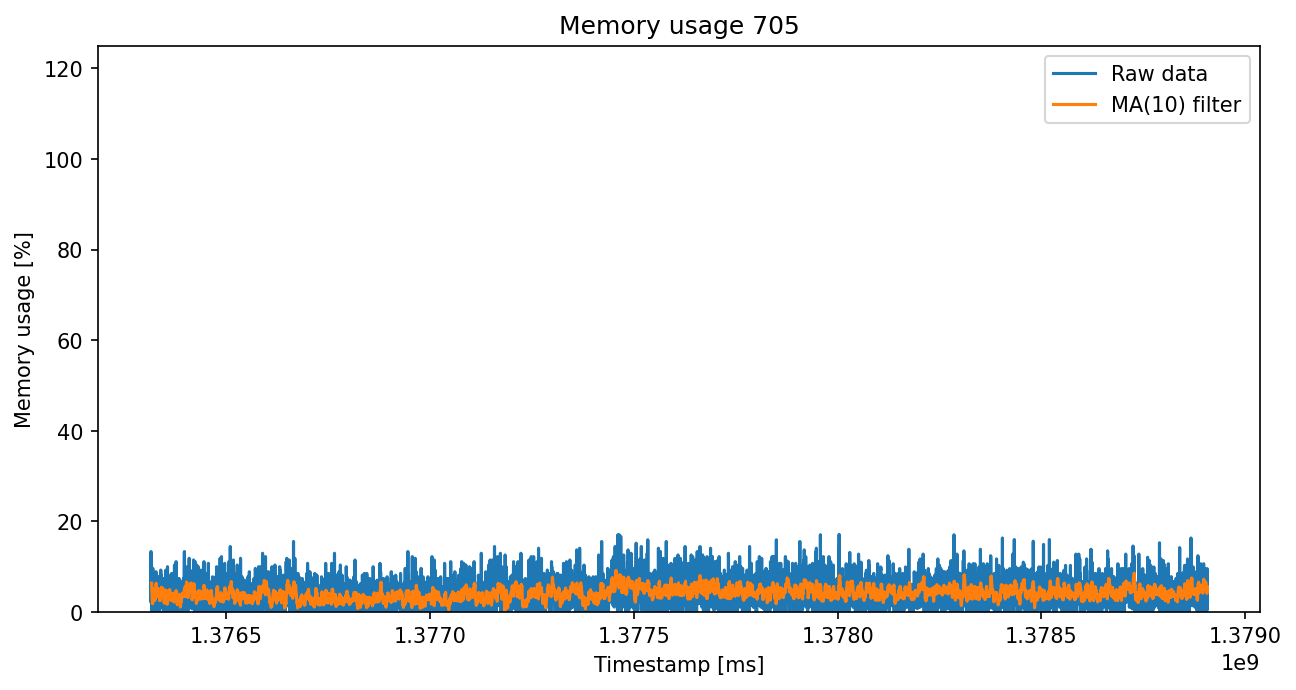 Memory usage 705
Raw data
MA(10) filter
Memory usage [%]
120
100
80
60
40
20
0
1.3765 1.3770 1.3775 1.3780 1.3785 1.3790
1e9
Timestamp [ms]